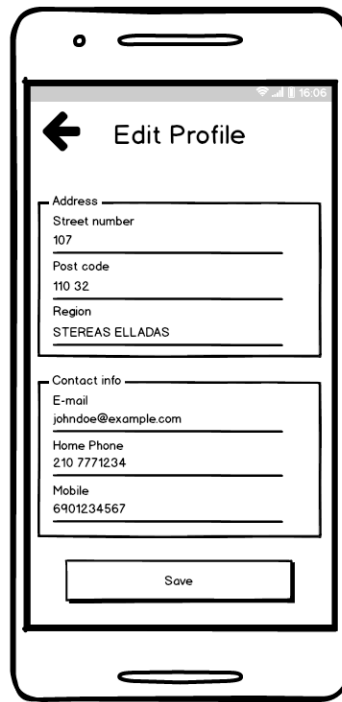 16:06
Edit Profile
Address
Street number
107
Post code
110 32
Region
STEREAS ELLADAS
Contact info
E-mail
johndoe@example.com
Home Phone
210 7771234
Mobile
6901234567
Save